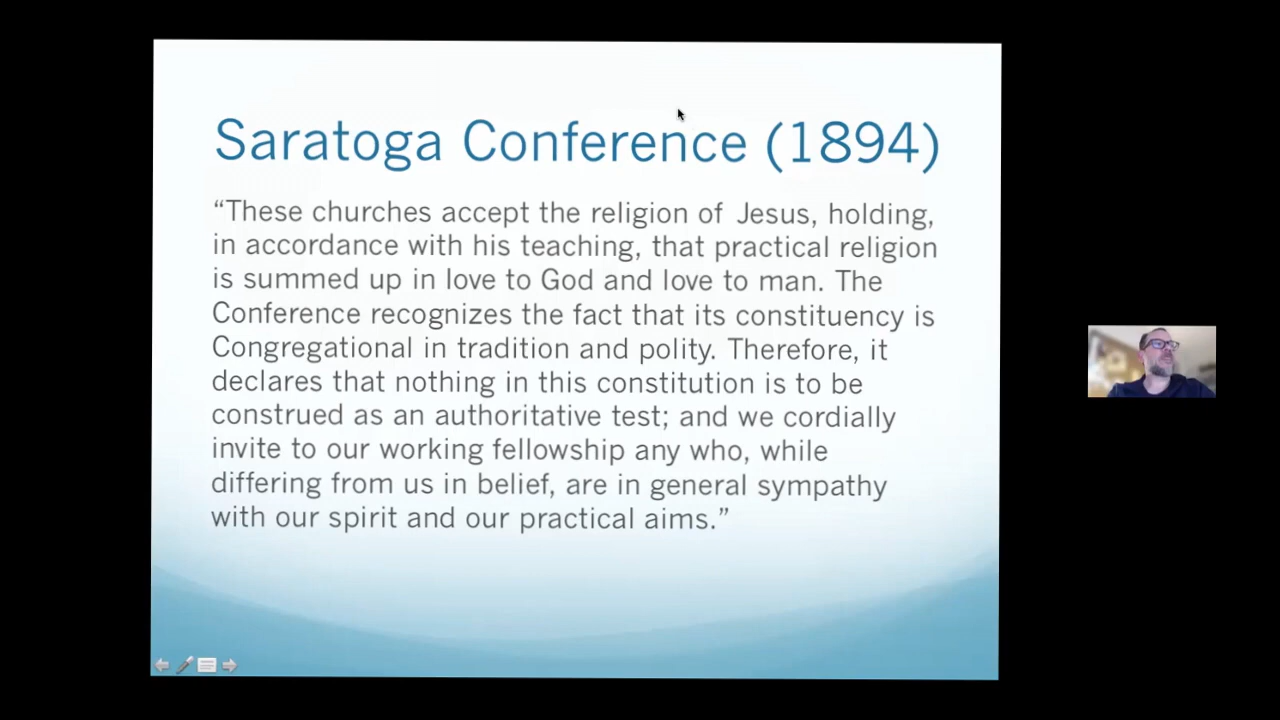 Saratoga Conference (1894)
“These churches accept the religion of Jesus, holding,
in accordance with his teaching, that practical religion
is summed up in love to God and love to man. The
Conference recognizes the fact that its constituency is
Congregational in tradition and polity. Therefore, it
declares that nothing in this constitution is to be
construed as an authoritative test; and we cordially
invite to our working fellowship any who, while
differing from us in belief, are in general sympathy
with our spirit and our practical aims.”